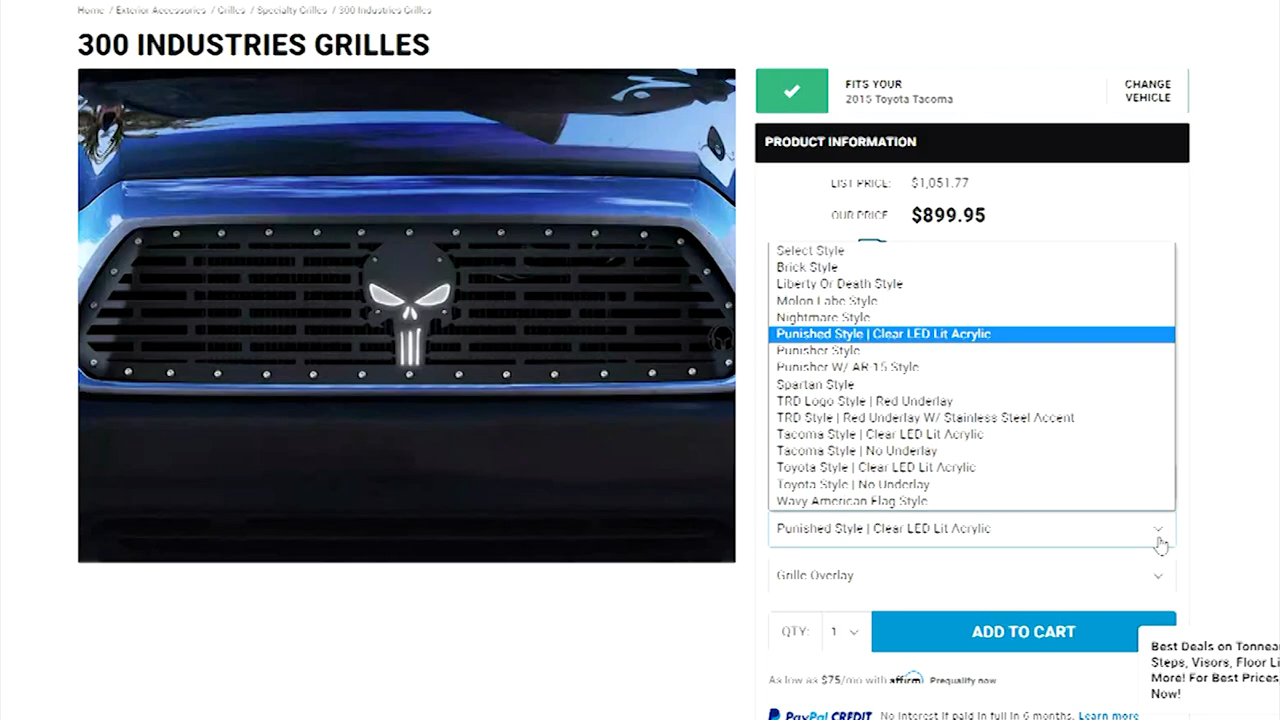 Home / Exterior Accessories / Grilles / Specialty Grilles / 300 Industries Grilles
300 INDUSTRIES GRILLES
FITS YOUR
2015 Toyota Tacoma
CHANGE
VEHICLE
PRODUCT INFORMATION
LIST PRICE: $1,051.77
OUR PRICE $899.95
Select Style
Brick Style
Liberty Or Death Style
Molon Labe Style
Nightmare Style
Punished Style | Clear LED Lit Acrylic
Punisher Style
Punisher W/ AR-15 Style
Spartan Style
TRD Logo Style | Red Underlay
TRD Style | Red Underlay W/ Stainless Steel Accent
Tacoma Style | Clear LED Lit Acrylic
Tacoma Style | No Underlay
Toyota Style | Clear LED Lit Acrylic
Toyota Style | No Underlay
Wavy American Flag Style
Punished Style | Clear LED Lit Acrylic
Grille Overlay
QTY: 1 ADD TO CART
As low as $75/mo with affirm Prequalify now
PayPal CREDIT No Interest if paid in full in 6 months. Learn more
Best Deals on Tonnea
Steps, Visors, Floor Li
More! For Best Prices,
Now!